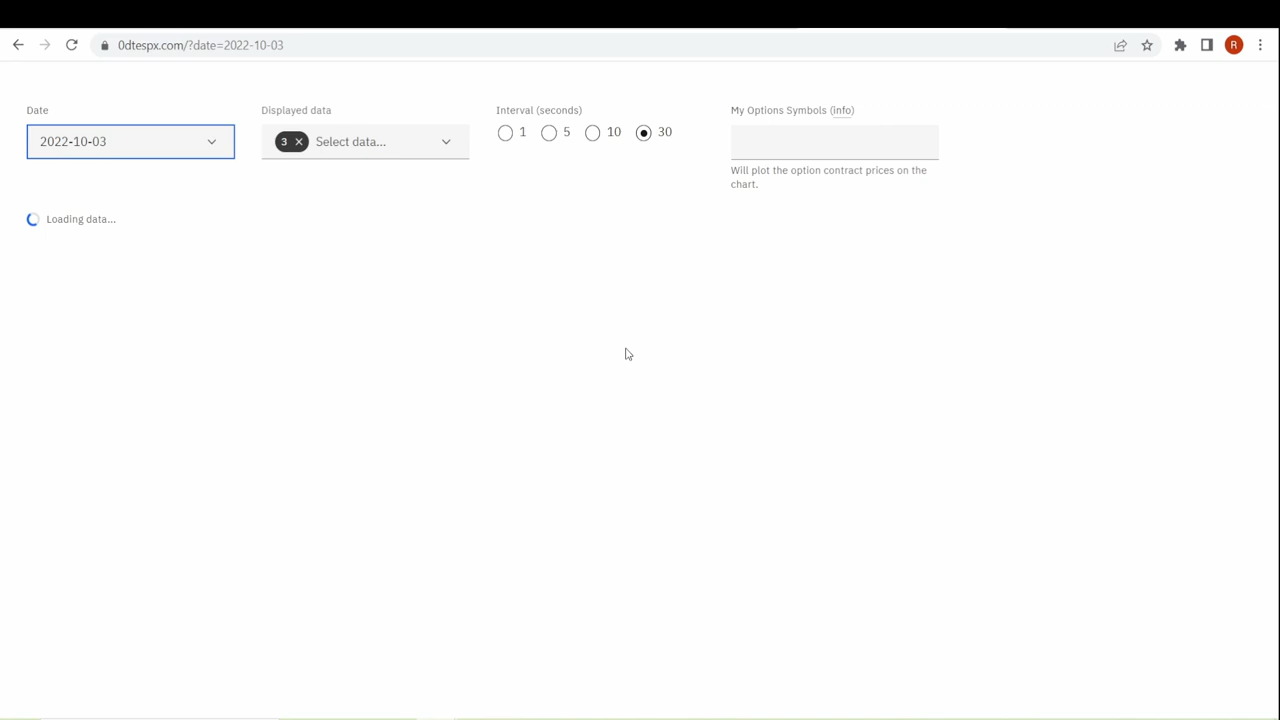 0dtespx.com/?date=2022-10-03
R
Date
Displayed data
Interval (seconds)
My Options Symbols (info)
2022-10-03
3 Select data...
1 5 10 30
Will plot the option contract prices on the
chart.
Loading data...